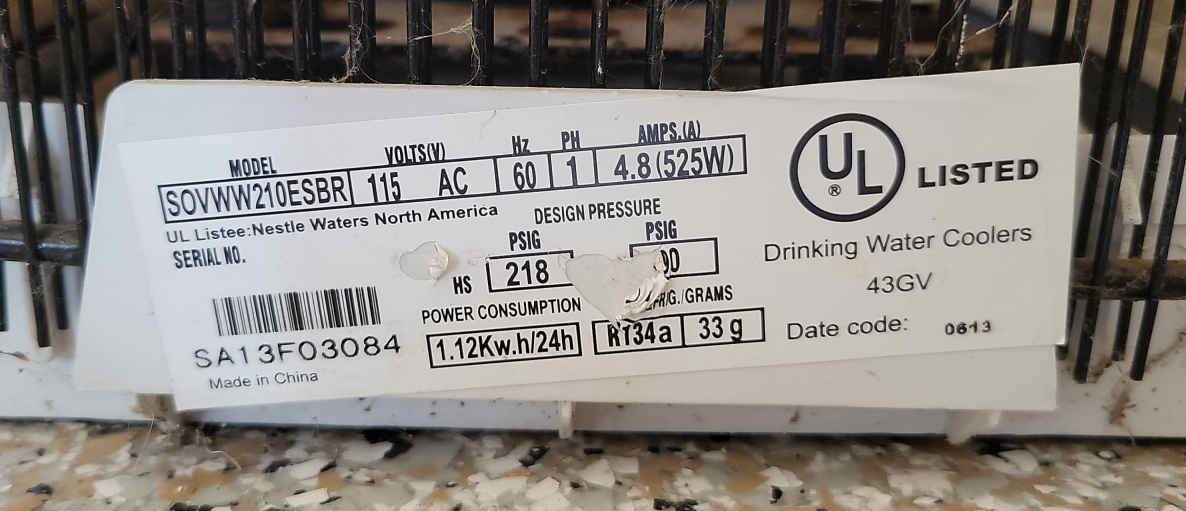 MODEL VOLTS(V) Hz PH AMPS.(A)
SOVWW210ESBR 115 AC 60 1 4.8(525W)
UL Listee:Nestle Waters North America
SERIAL NO.
DESIGN PRESSURE
PSIG PSIG
HS 218
POWER CONSUMPTION /GRAMS
1.12Kw.h/24h R134a 33 g
SA13F03084
Made in China
UL ® LISTED
Drinking Water Coolers
43GV
Date code: 0613